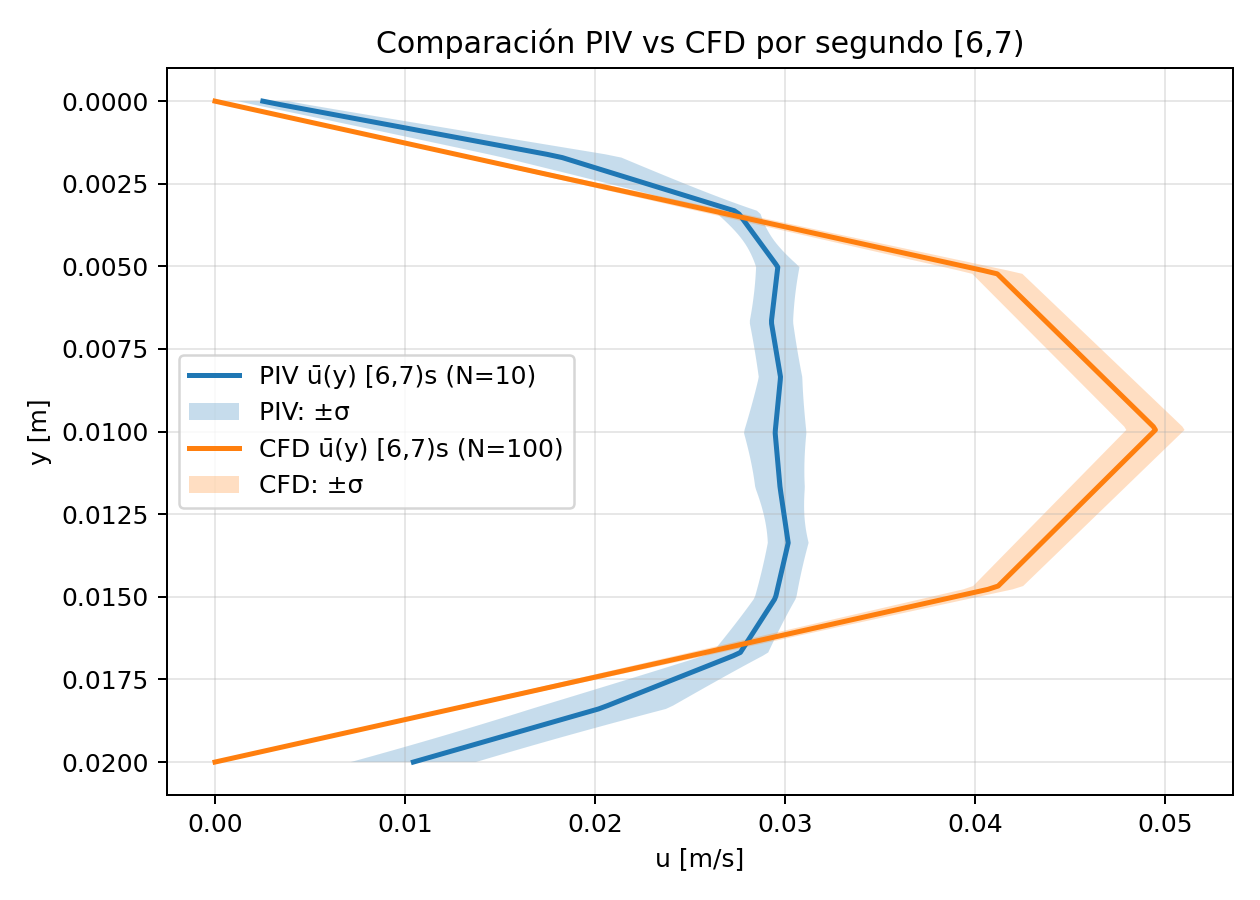 Comparación PIV vs CFD por segundo [6,7)
0.0000
0.0025
0.0050
0.0075
0.0100
0.0125
0.0150
0.0175
0.0200
y [m]
PIV ū(y) [6,7)s (N=10)
PIV: ±σ
CFD ū(y) [6,7)s (N=100)
CFD: ±σ
0.00 0.01 0.02 0.03 0.04 0.05
u [m/s]